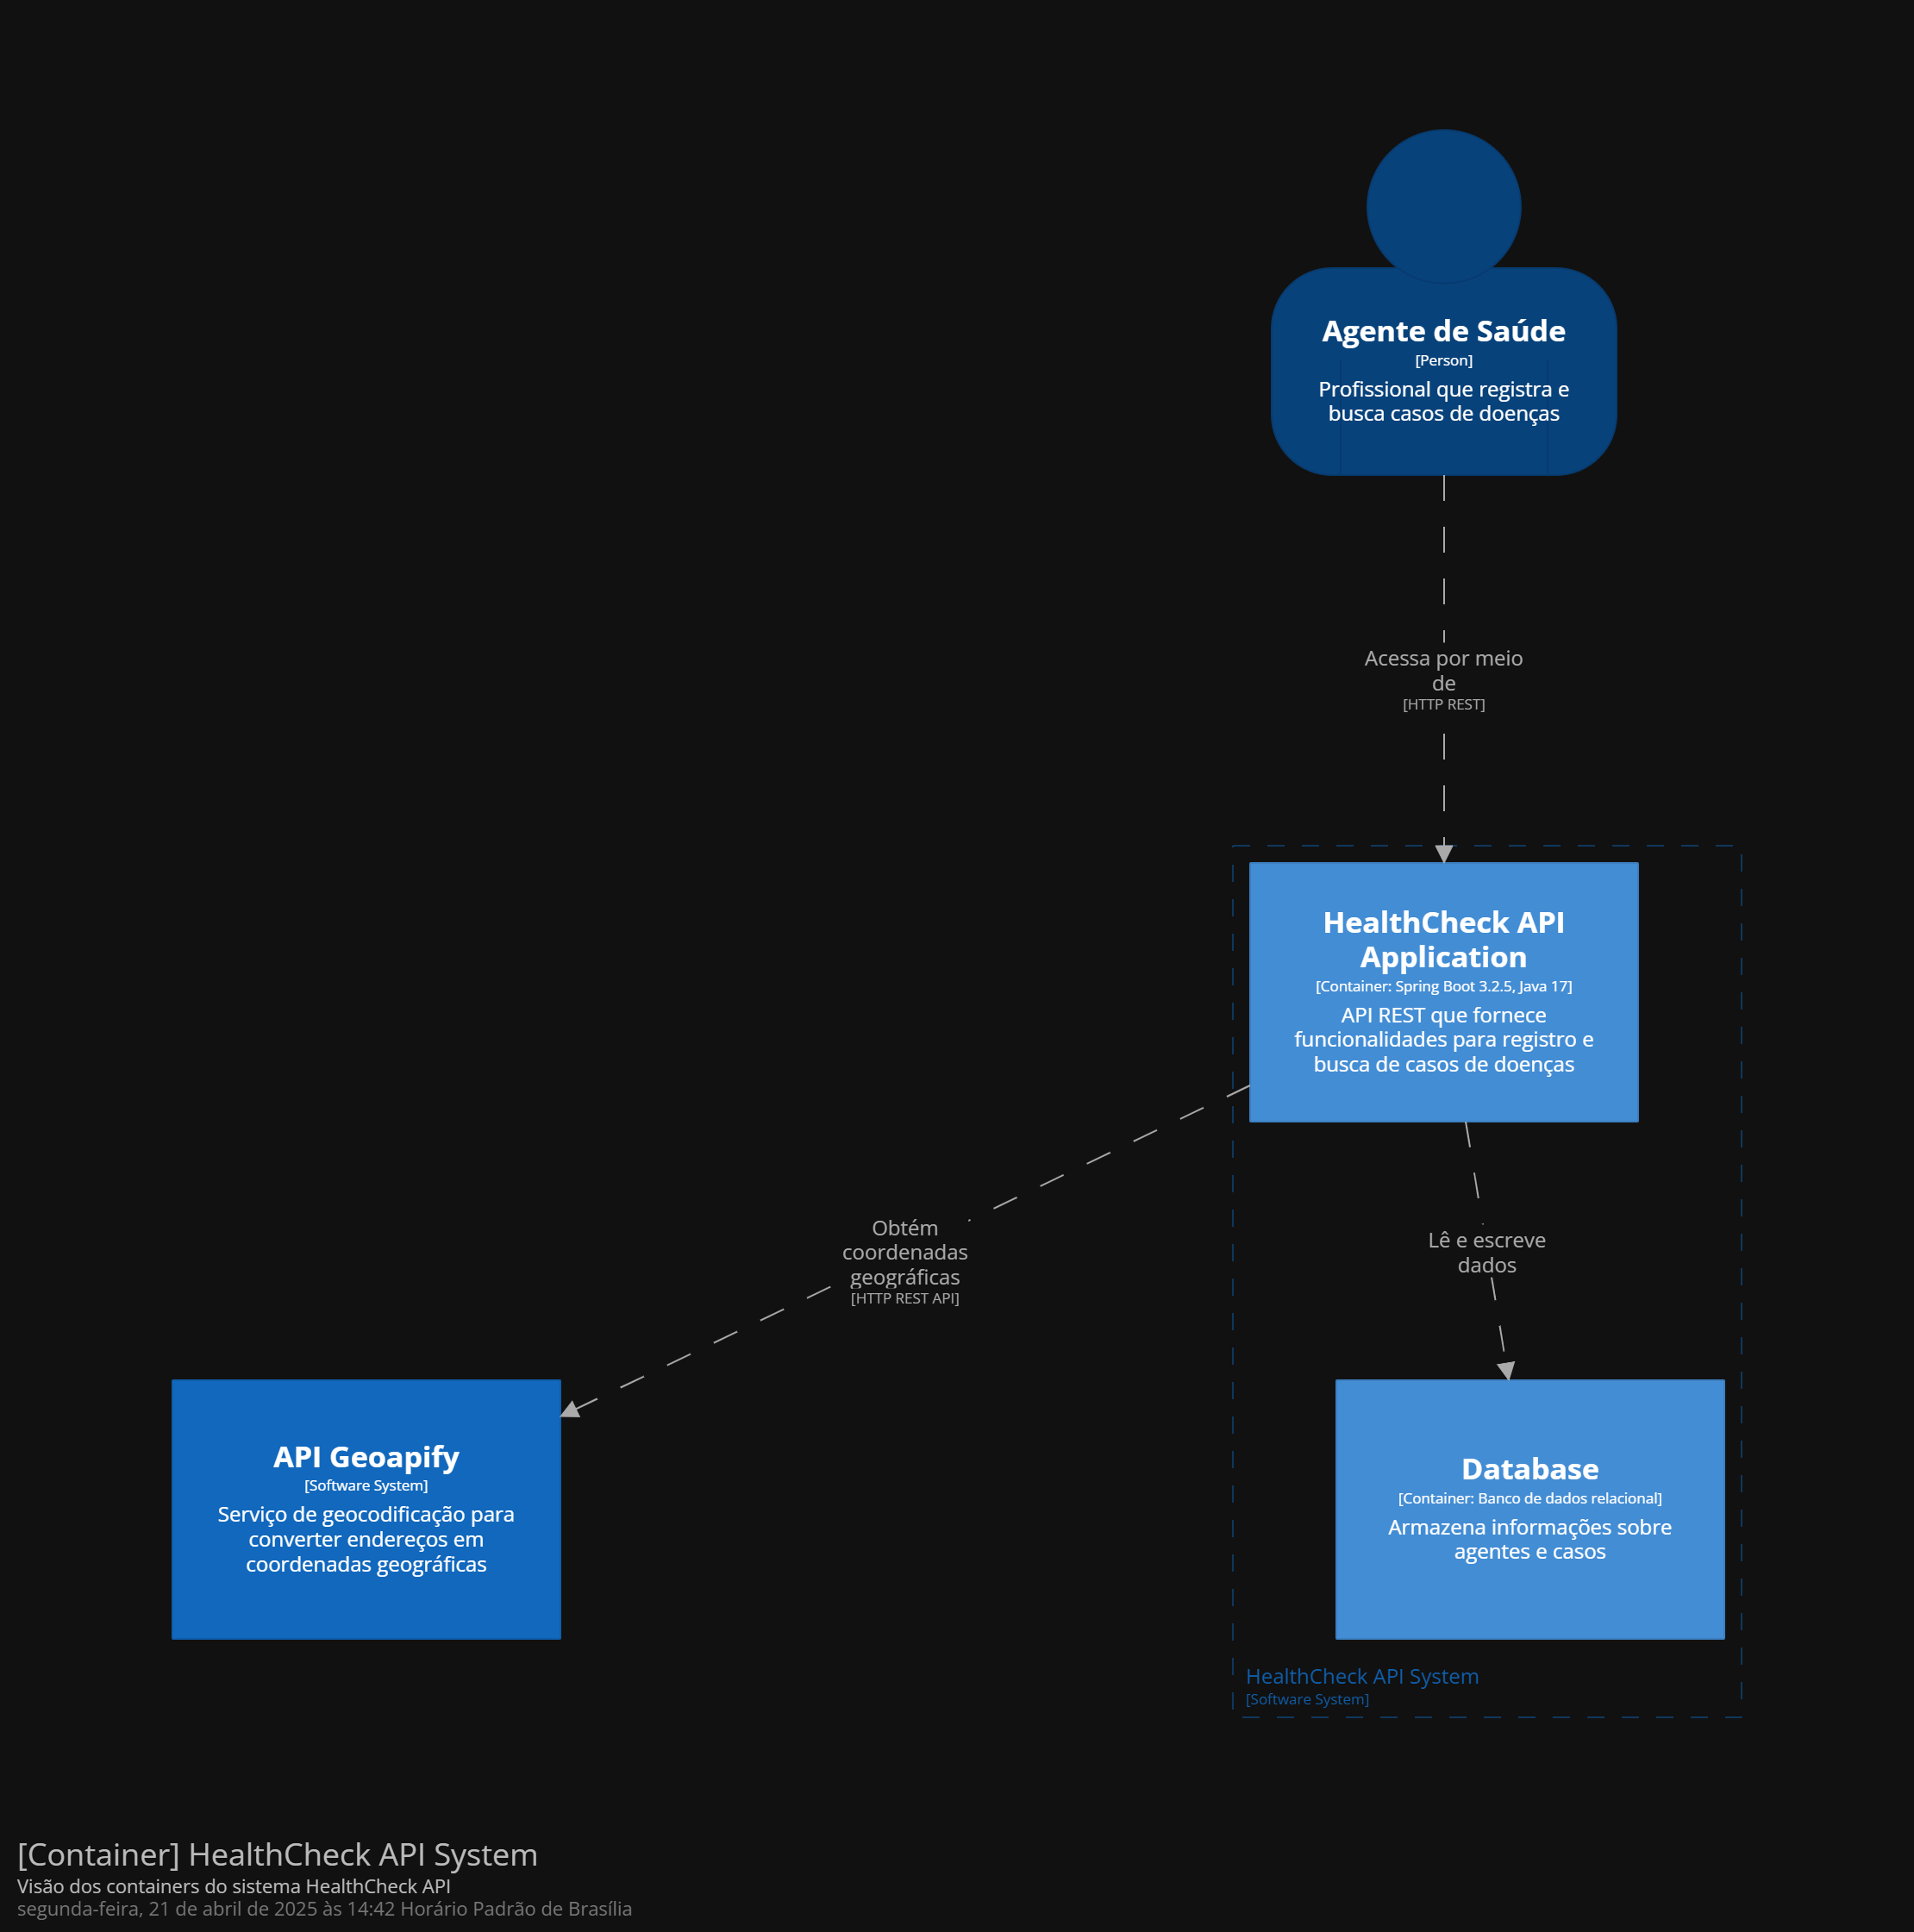 Agente de Saúde
[Person]
Profissional que registra e
busca casos de doenças
Acessa por meio
de
[HTTP REST]
HealthCheck API
Application
[Container: Spring Boot 3.2.5, Java 17]
API REST que fornece
funcionalidades para registro e
busca de casos de doenças
Obtém
coordenadas
geográficas
[HTTP REST API]
Lê e escreve
dados
API Geoapify
[Software System]
Serviço de geocodificação para
converter endereços em
coordenadas geográficas
Database
[Container: Banco de dados relacional]
Armazena informações sobre
agentes e casos
HealthCheck API System
[Software System]
[Container] HealthCheck API System
Visão dos containers do sistema HealthCheck API
segunda-feira, 21 de abril de 2025 às 14:42 Horário Padrão de Brasília